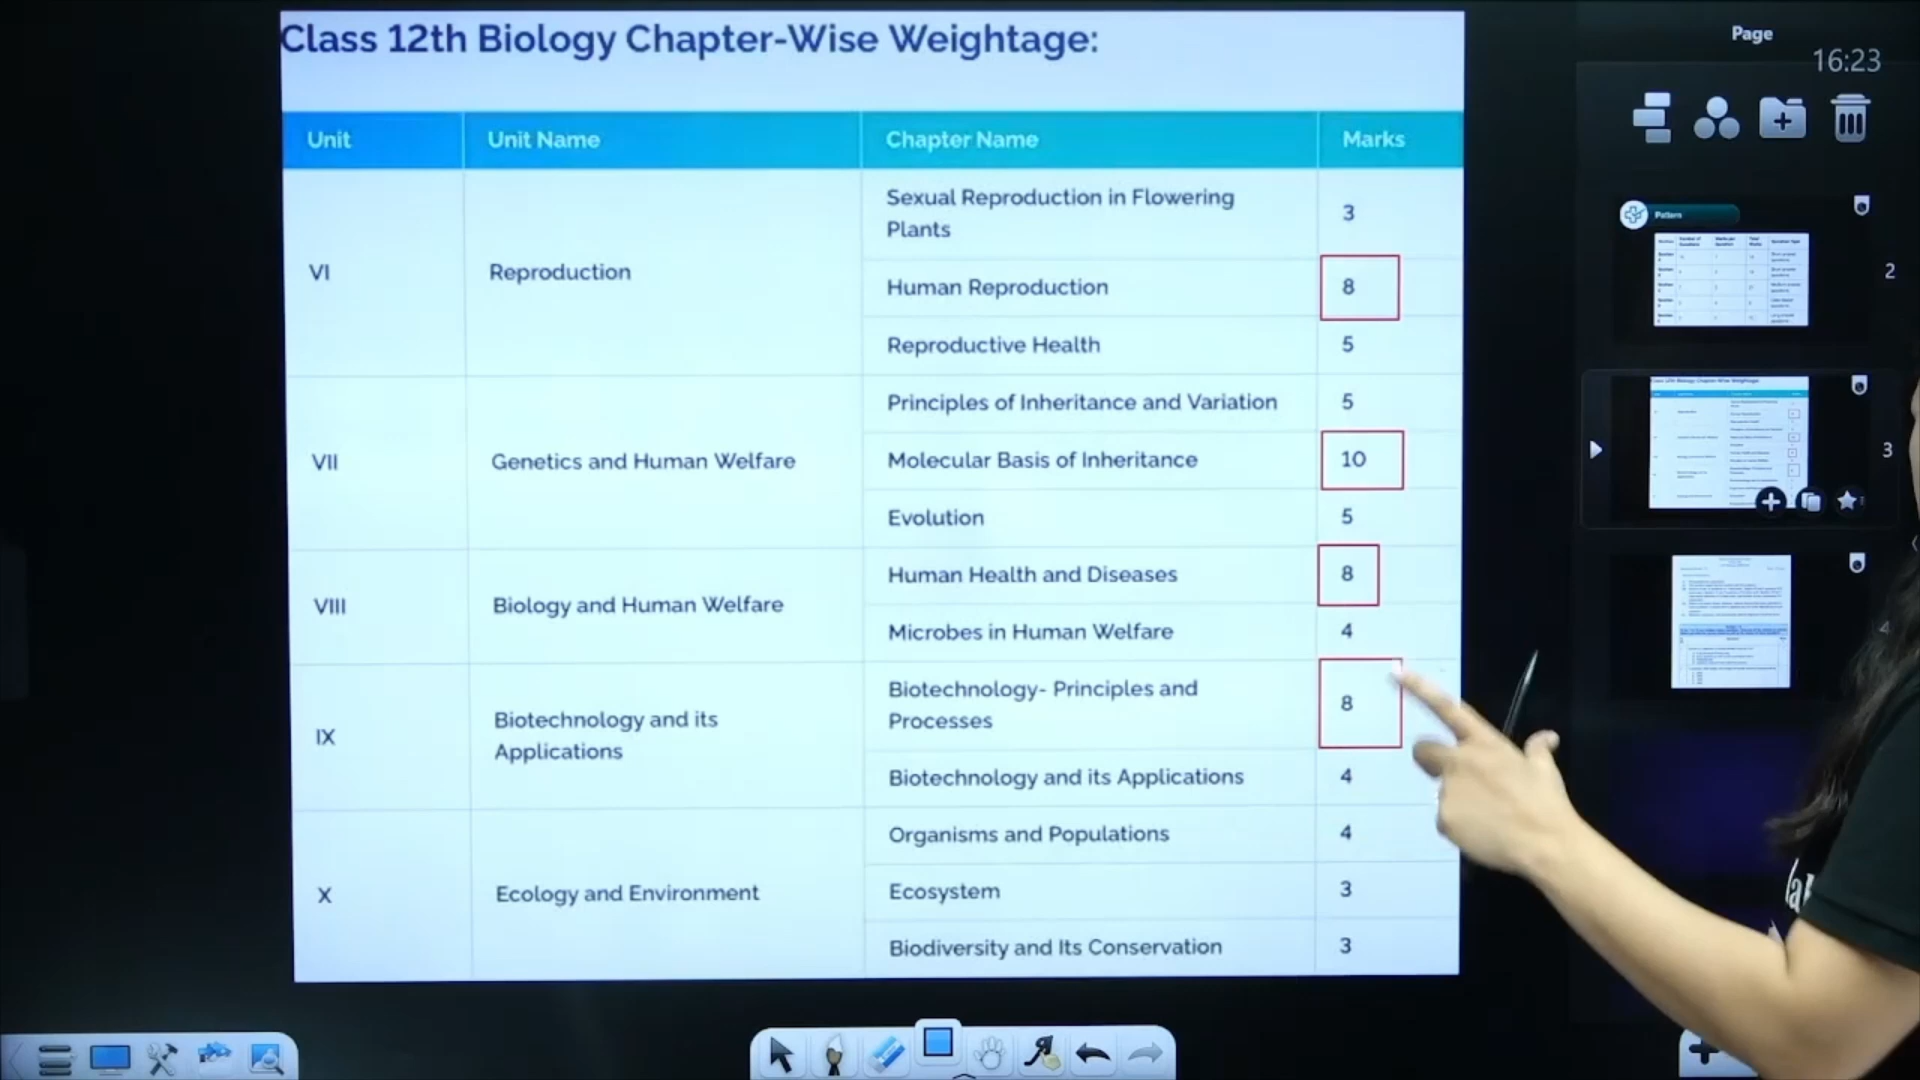 Class 12th Biology Chapter-Wise Weightage:
Page
16:23
Unit
Unit Name
Chapter Name
Marks
VI
Reproduction
Sexual Reproduction in Flowering
Plants
3
Human Reproduction
8
Reproductive Health
5
VII
Genetics and Human Welfare
Principles of Inheritance and Variation
5
Molecular Basis of Inheritance
10
Evolution
5
VIII
Biology and Human Welfare
Human Health and Diseases
8
Microbes in Human Welfare
4
IX
Biotechnology and its
Applications
Biotechnology- Principles and
Processes
8
Biotechnology and its Applications
4
X
Ecology and Environment
Organisms and Populations
4
Ecosystem
3
Biodiversity and Its Conservation
3
Pattern
2
3
4